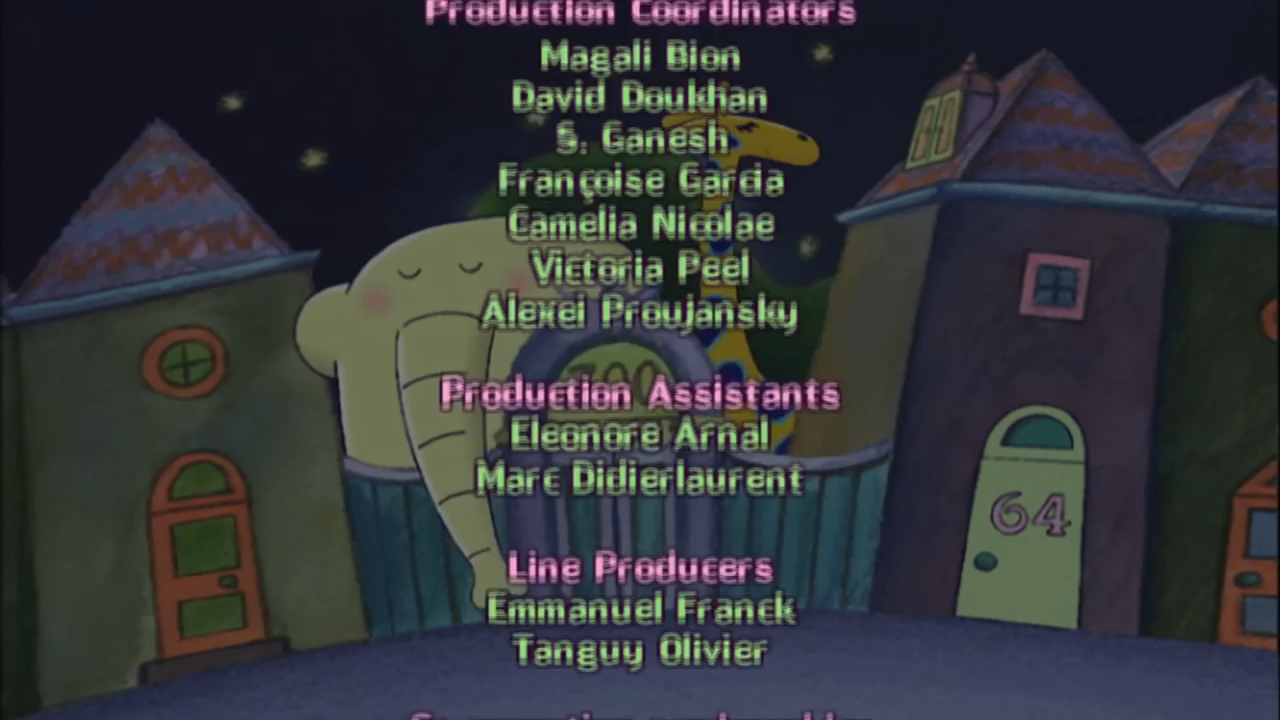 Production Coordinators
Magali Bion
David Doukhan
S. Ganesh
Françoise Garcia
Camelia Nicolae
Victoria Peel
Alexei Proujansky
ZOO
Production Assistants
Eleonore Arnal
Marc Didierlaurent
64
Line Producers
Emmanuel Franck
Tanguy Olivier